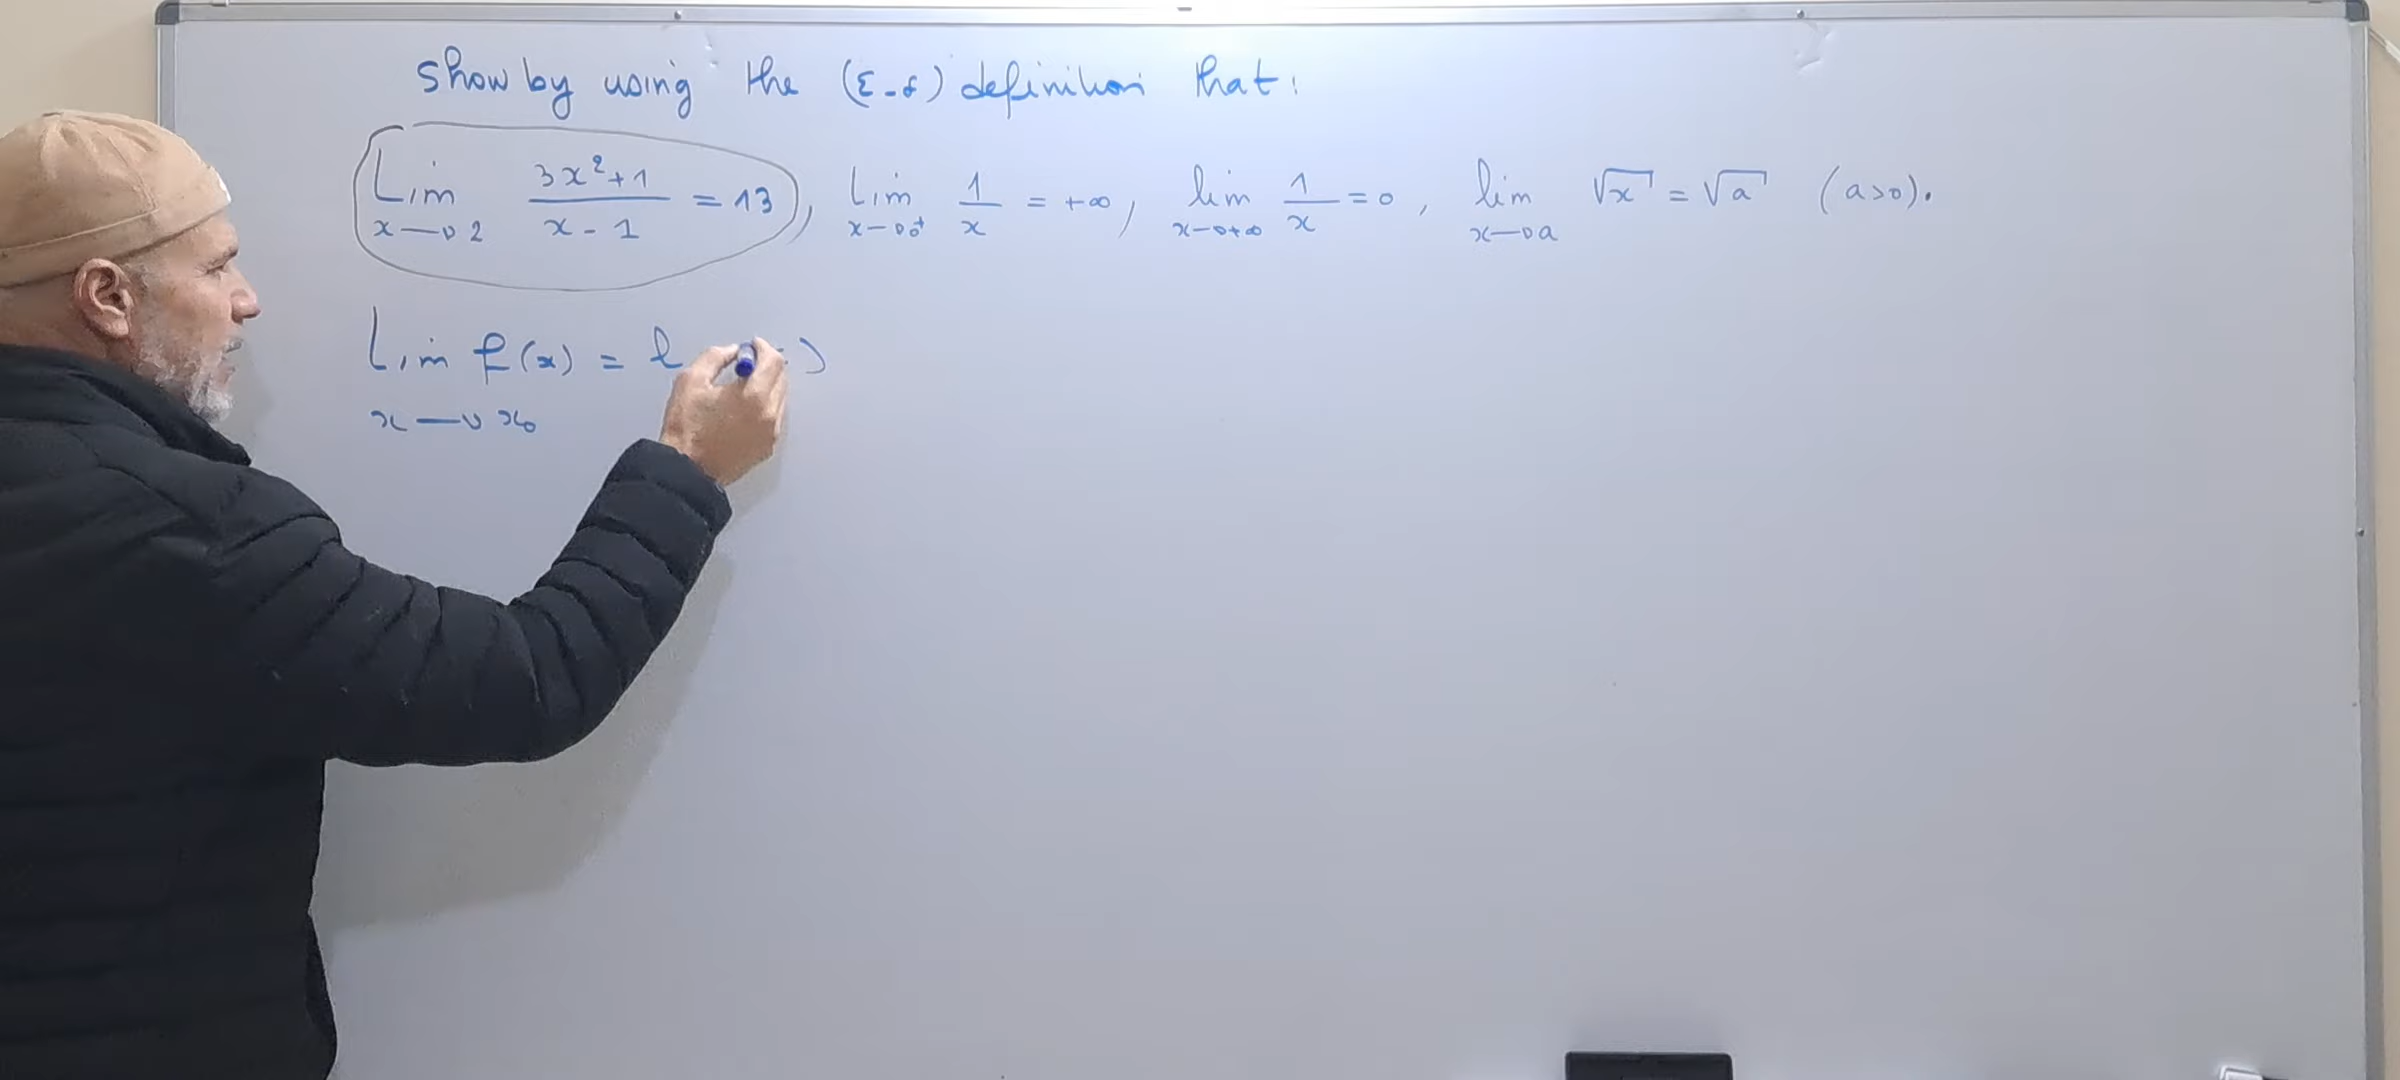 Show by using the (ε-δ) definition that:
Lim x→2 (3x²+1)/(x-1) = 13, Lim x→0⁺ 1/x = +∞, lim x→+∞ 1/x = 0, lim x→a √x = √a (a>0).
Lim f(x) = l
x→x₀